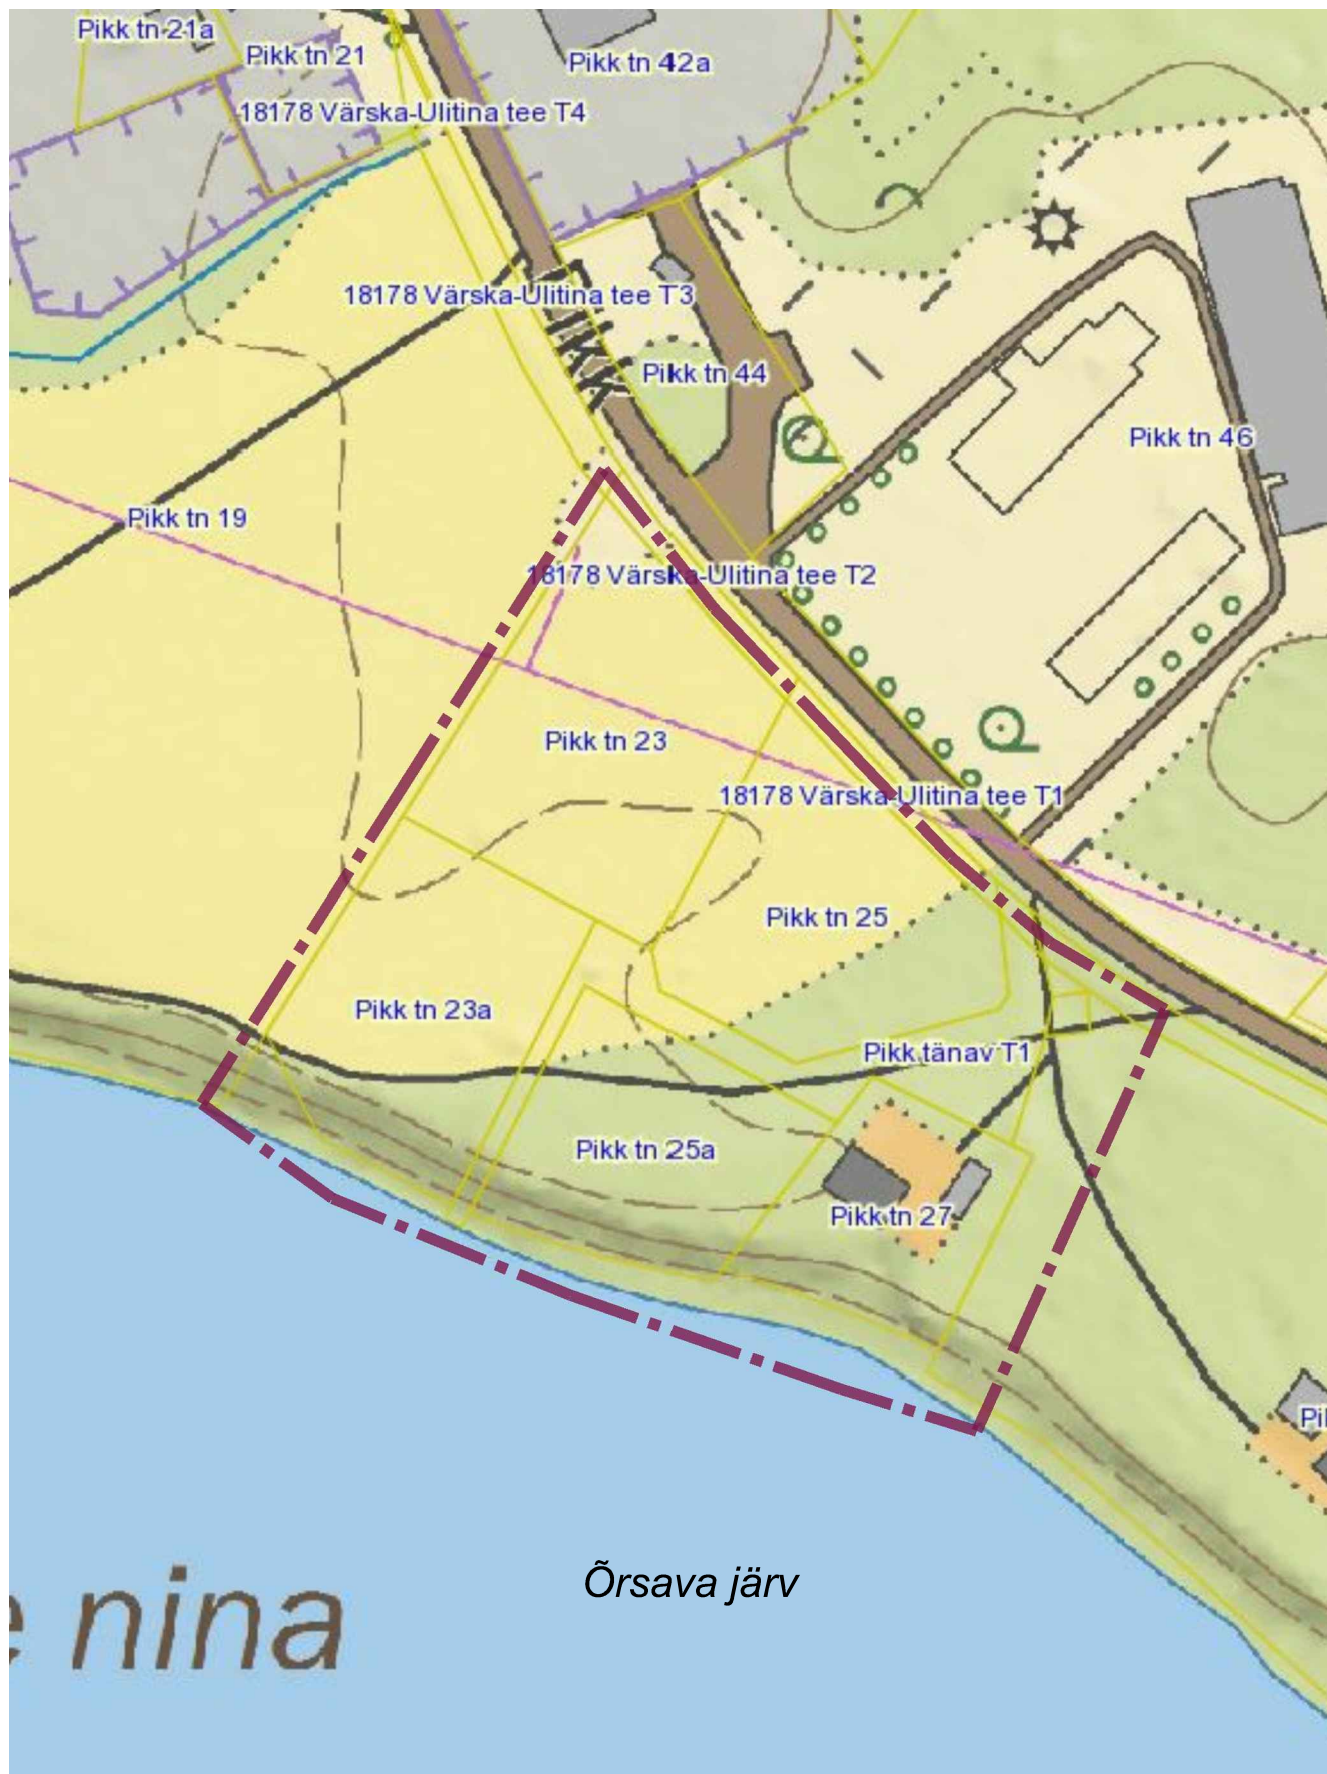 Pikk tn 21a
Pikk tn 21
Pikk tn 42a
18178 Värska-Ulitina tee T4
18178 Värska-Ulitina tee T3
Pikk tn 44
Pikk tn 46
Pikk tn 19
18178 Värska-Ulitina tee T2
Pikk tn 23
18178 Värska-Ulitina tee T1
Pikk tn 25
Pikk tn 23a
Pikk tänav T1
Pikk tn 25a
Pikk tn 27
Õrsava järv
nina